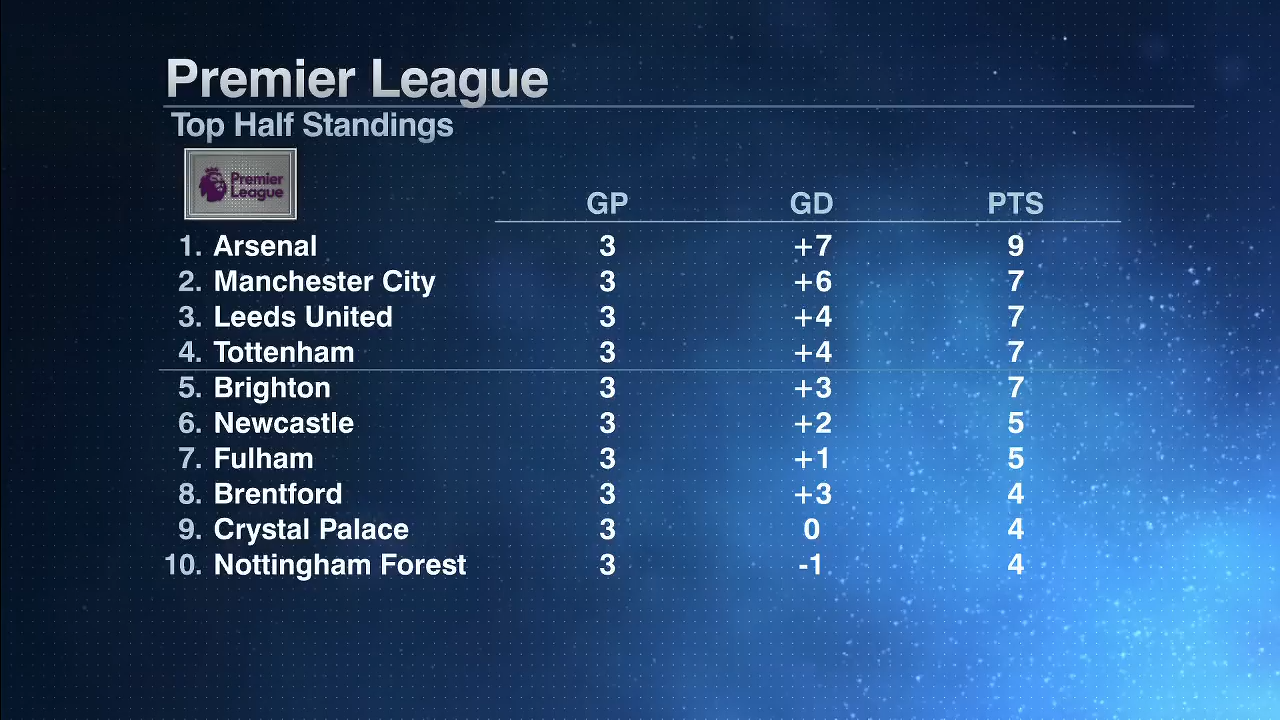 Premier League
Top Half Standings
Premier
League
GP GD PTS
1. Arsenal 3 +7 9
2. Manchester City 3 +6 7
3. Leeds United 3 +4 7
4. Tottenham 3 +4 7
5. Brighton 3 +3 7
6. Newcastle 3 +2 5
7. Fulham 3 +1 5
8. Brentford 3 +3 4
9. Crystal Palace 3 0 4
10. Nottingham Forest 3 -1 4